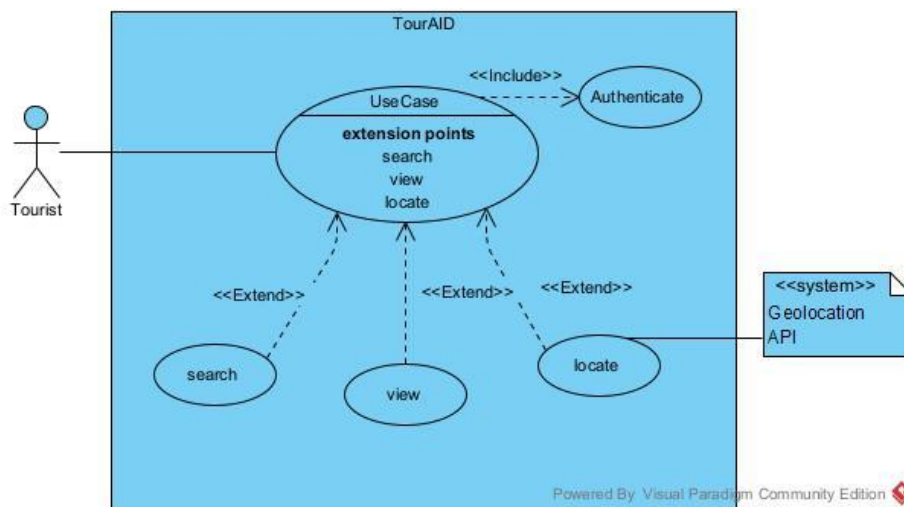 TourAID
<<Include>>
Authenticate
UseCase
extension points
search
view
locate
Tourist
<<Extend>>
<<Extend>>
<<Extend>>
<<system>>
Geolocation
API
search
view
locate
Powered By Visual Paradigm Community Edition